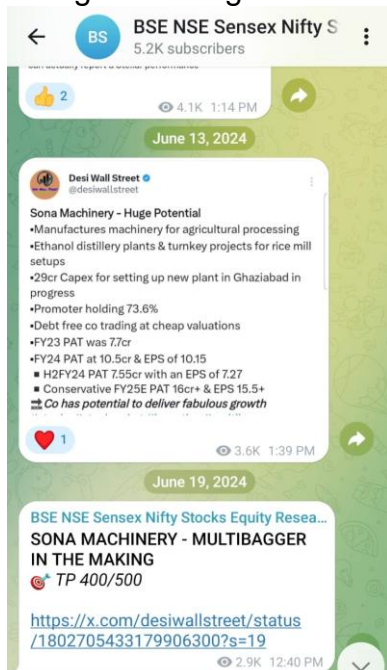 BS
BSE NSE Sensex Nifty S
5.2K subscribers
can actually report a stellar performance
2
4.1K 1:14 PM
June 13, 2024
Desi Wall Street
@desiwallstreet
Sona Machinery - Huge Potential
•Manufactures machinery for agricultural processing
•Ethanol distillery plants & turnkey projects for rice mill
setups
•29cr Capex for setting up new plant in Ghaziabad in
progress
•Promoter holding 73.6%
•Debt free co trading at cheap valuations
•FY23 PAT was 7.7cr
•FY24 PAT at 10.5cr & EPS of 10.15
▪ H2FY24 PAT 7.55cr with an EPS of 7.27
▪ Conservative FY25E PAT 16cr+ & EPS 15.5+
Co has potential to deliver fabulous growth
1
3.6K 1:39 PM
June 19, 2024
BSE NSE Sensex Nifty Stocks Equity Resea...
SONA MACHINERY - MULTIBAGGER
IN THE MAKING
🎯 TP 400/500
https://x.com/desiwallstreet/status
/1802705433179906300?s=19
2.9K 12:40 PM